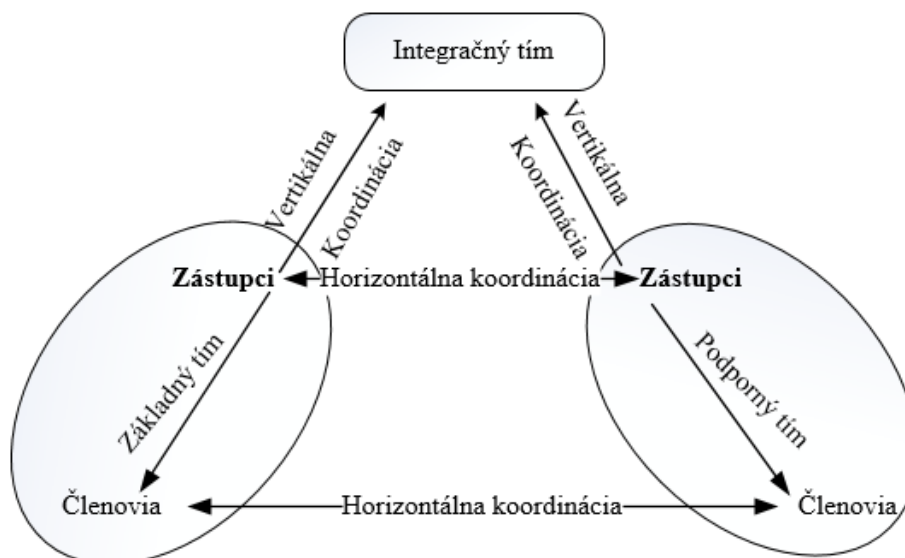 Integračný tím
Vertikálna
Koordinácia
Vertikálna
Koordinácia
Zástupci
Horizontálna koordinácia
Zástupci
Základný tím
Podporný tím
Členovia
Horizontálna koordinácia
Členovia